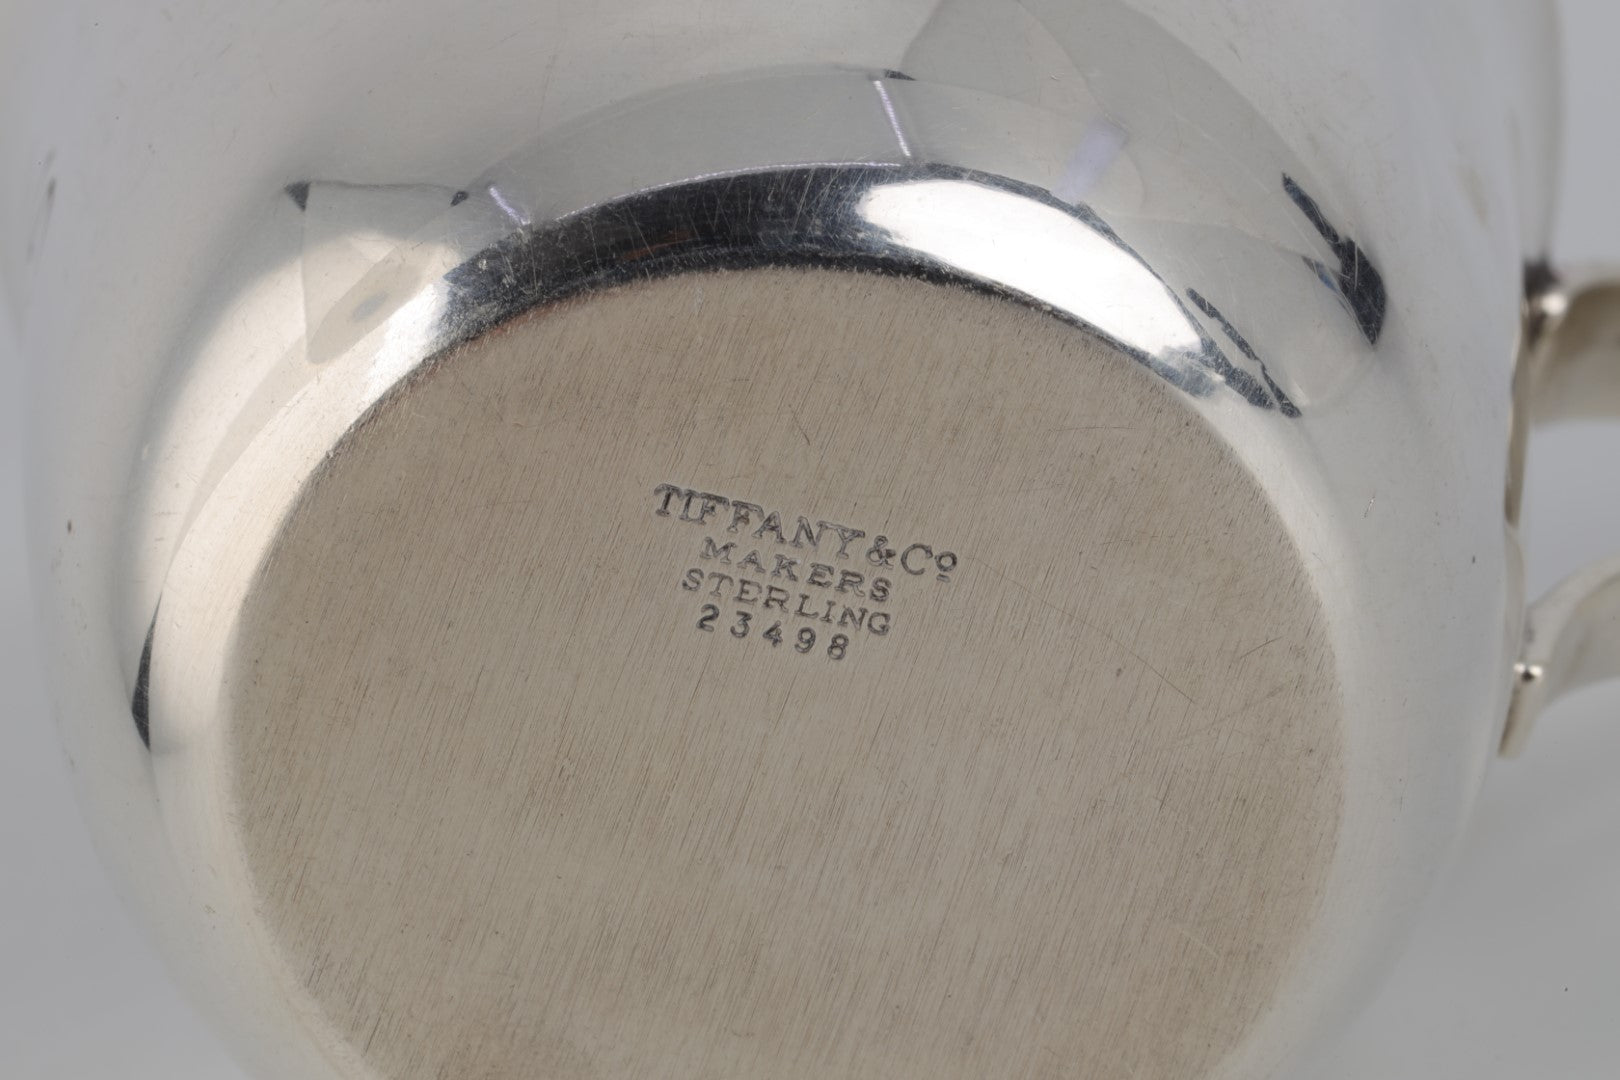 TIFFANY & Cº
MAKERS
STERLING
23498